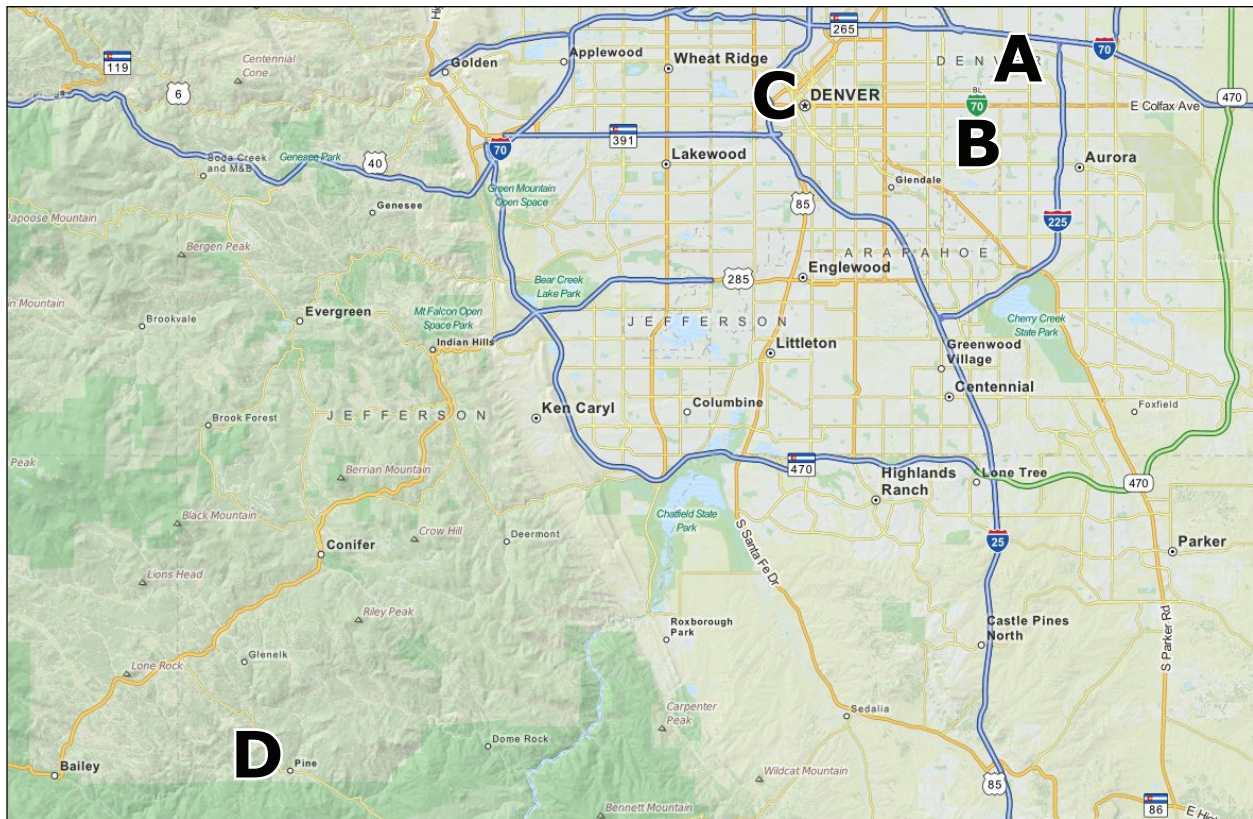 265
119
Applewood
Wheat Ridge
Golden
Centennial
Cone
DENVER
A
70
6
C
DENVER
BL
70
E Colfax Ave
470
391
B
70
Lakewood
Soda Creek
and M&B
Genesee Park
40
Aurora
Glendale
Green Mountain
Open Space
85
Genesee
Papoose Mountain
225
Bergen Peak
ARAPAHOE
Englewood
285
Bear Creek
Lake Park
Mountain
Evergreen
Brookvale
Mt Falcon Open
Space Park
JEFFERSON
Cherry Creek
State Park
Indian Hills
Littleton
Greenwood
Village
Centennial
Brook Forest
JEFFERSON
Ken Caryl
Columbine
Foxfield
Peak
Berrian Mountain
470
Highlands
Ranch
Lone Tree
470
Black Mountain
Crow Hill
Deermont
Chatfield State
Park
S Santa Fe Dr
Conifer
25
Parker
Lions Head
Riley Peak
Roxborough
Park
Castle Pines
North
S Parker Rd
Glenelk
Lone Rock
Carpenter
Peak
Sedalia
D
Dome Rock
Bailey
Pine
Wildcat Mountain
85
Bennett Mountain
86